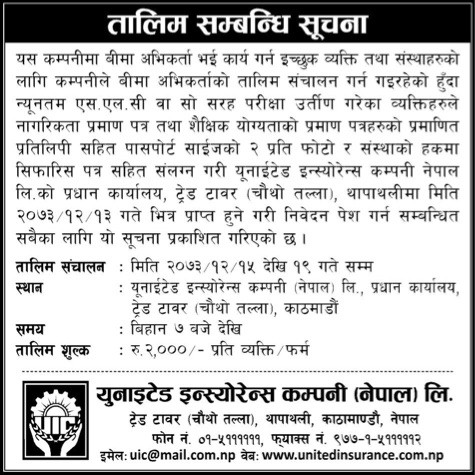 तालिम सम्बन्धि सूचना
यस कम्पनीमा बीमा अभिकर्ता भई कार्य गर्न इच्छुक व्यक्ति तथा संस्थाहरुको
लागि कम्पनीले बीमा अभिकर्ताको तालिम संचालन गर्न गइरहेको हुँदा
न्यूनतम एस.एल.सी वा सो सरह परीक्षा उर्तीण गरेका व्यक्तिहरुले
नागरिकता प्रमाण पत्र तथा शैक्षिक योग्यताको प्रमाण पत्रहरुको प्रमाणित
प्रतिलिपी सहित पासपोर्ट साईजको २ प्रति फोटो र संस्थाको हकमा
सिफारिस पत्र सहित संलग्न गरी यूनाईटेड इन्स्योरेन्स कम्पनी नेपाल
लि.को प्रधान कार्यालय, ट्रेड टावर (चौथो तल्ला), थापाथलीमा मिति
२०७३/१२/१३ गते भित्र प्राप्त हुने गरी निवेदन पेश गर्न सम्बन्धित
सबैका लागि यो सूचना प्रकाशित गरिएको छ ।
तालिम संचालन : मिति २०७३/१२/१५ देखि १९ गते सम्म
स्थान : यूनाईटेड इन्स्योरेन्स कम्पनी (नेपाल) लि., प्रधान कार्यालय,
ट्रेड टावर (चौथो तल्ला), काठमाडौं
समय : बिहान ७ वजे देखि
तालिम शुल्क : रु.२,०००/- प्रति व्यक्ति/फर्म
UIC
युनाइटेड इन्स्योरेन्स कम्पनी (नेपाल) लि.
ट्रेड टावर (चौथो तल्ला), थापाथली, काठामाण्डौ, नेपाल
फोन नं. ०१-५१११११११, फ्याक्स नं. ९७७-१-५११११११२
इमेल: uic@mail.com.np वेब: www.unitedinsurance.com.np